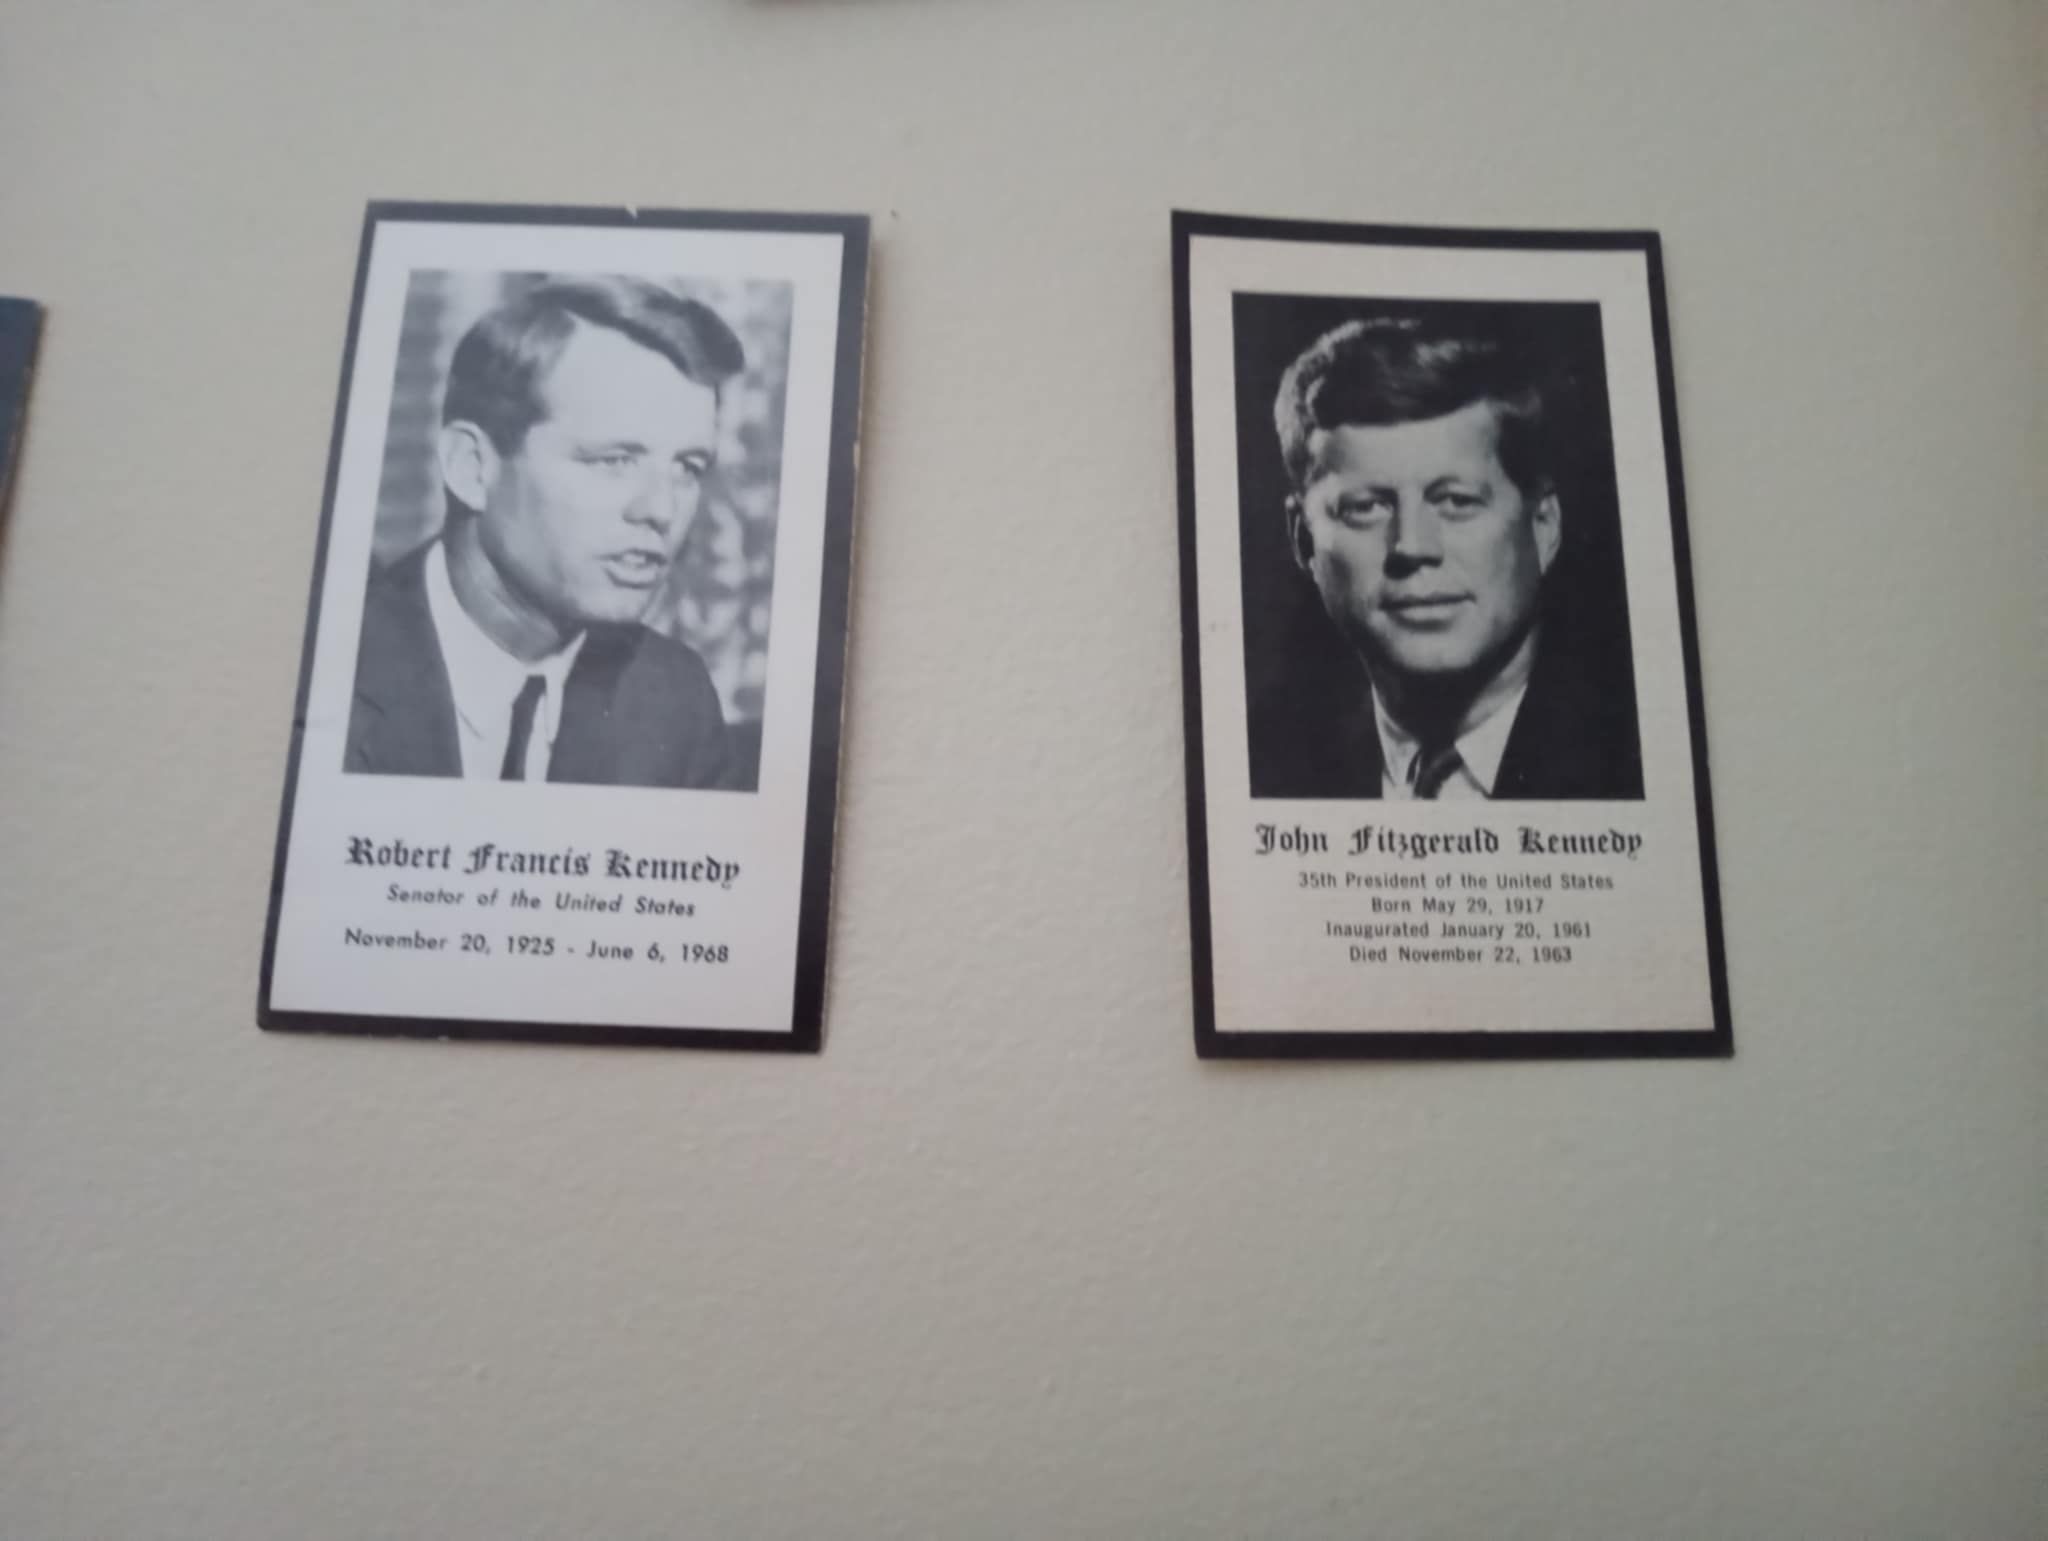 Robert Francis Kennedy
Senator of the United States
November 20, 1925 - June 6, 1968
John Fitzgerald Kennedy
35th President of the United States
Born May 29, 1917
Inaugurated January 20, 1961
Died November 22, 1963